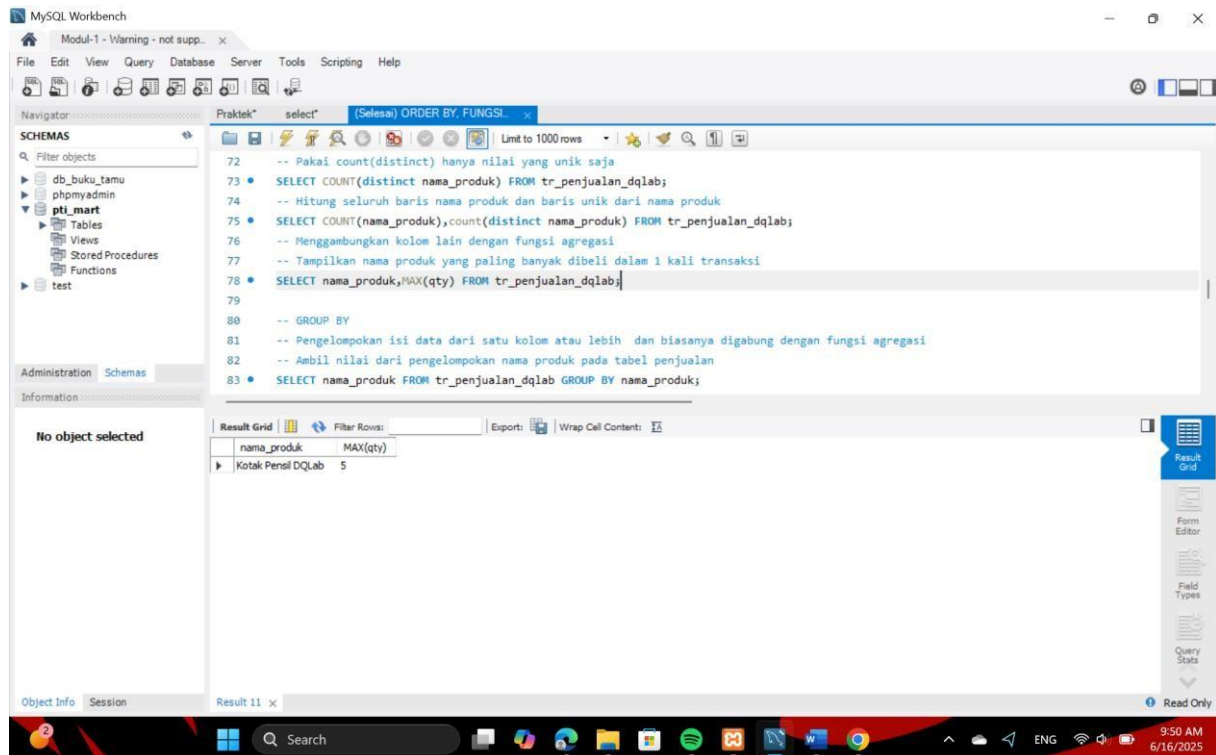 MySQL Workbench
Modul-1 - Warning - not supp...
File Edit View Query Database Server Tools Scripting Help
Navigator
Praktek* select* (Selesai) ORDER BY, FUNGSI...
SCHEMAS
Limit to 1000 rows
Filter objects
db_buku_tamu
phpmyadmin
pti_mart
Tables
Views
Stored Procedures
Functions
test
72 -- Pakai count(distinct) hanya nilai yang unik saja
73 SELECT COUNT(distinct nama_produk) FROM tr_penjualan_dqlab;
74 -- Hitung seluruh baris nama produk dan baris unik dari nama produk
75 SELECT COUNT(nama_produk),count(distinct nama_produk) FROM tr_penjualan_dqlab;
76 -- Menggambungkan kolom lain dengan fungsi agregasi
77 -- Tampilkan nama produk yang paling banyak dibeli dalam 1 kali transaksi
78 SELECT nama_produk,MAX(qty) FROM tr_penjualan_dqlab;
79
80 -- GROUP BY
81 -- Pengelompokan isi data dari satu kolom atau lebih  dan biasanya digabung dengan fungsi agregasi
82 -- Ambil nilai dari pengelompokan nama produk pada tabel penjualan
83 SELECT nama_produk FROM tr_penjualan_dqlab GROUP BY nama_produk;
Administration Schemas
Information
No object selected
Result Grid Filter Rows: Export: Wrap Cell Content:
nama_produk MAX(qty)
Kotak Pensil DQLab 5
Result Grid
Form Editor
Field Types
Query Stats
Object Info Session
Result 11
Read Only
2
Search
ENG
9:50 AM
6/16/2025